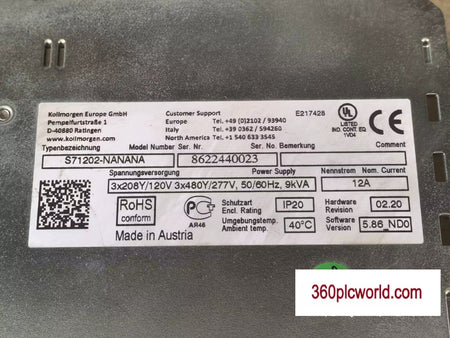 Kollmorgen Europe GmbH
Pempelfurtstraße 1
D-40880 Ratingen
www.kollmorgen.com
Customer Support
Europe Tel. +49 (0)2102 / 93940
Italy Tel. +39 0362 / 594260
North America Tel. +1 540 633 3545
E217428
UL
LISTED
IND. CONT. EQ.
1V04
Typenbezeichnung Model Number Ser. Nr. Ser. No. Bemerkung Comment
S71202-NANANA 8622440023
Spannungsversorgung Power Supply Nennstrom Nom. Current
3x208Y/120V 3x480Y/277V, 50/60Hz, 9kVA 12A
RoHS
conform
АЯ46
Made in Austria
Schutzart
Encl. Rating IP20
Umgebungstemp.
Ambient temp. 40°C
Hardware
Revision 02.20
Software
Version 5.86_ND0
360plcworld.com